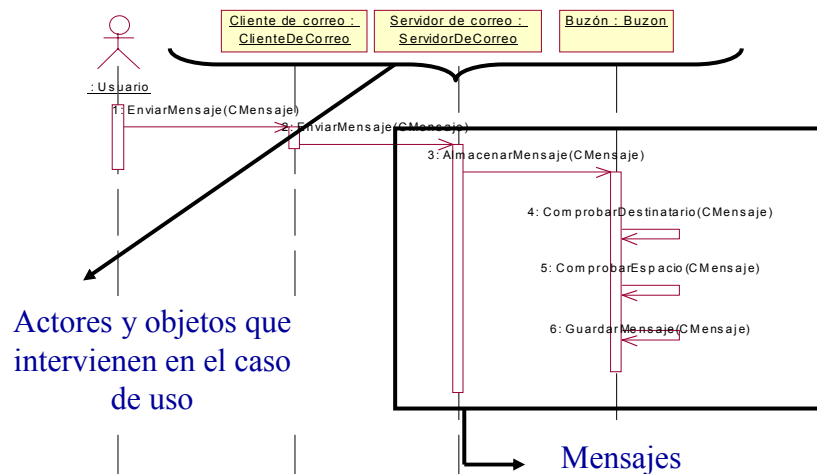 Cliente de correo :
ClienteDeCorreo
Servidor de correo :
ServidorDeCorreo
Buzón : Buzon
: Usuario
1: EnviarMensaje(CMensaje)
2: EnviarMensaje(CMensaje)
3: AlmacenarMensaje(CMensaje)
4: ComprobarDestinatario(CMensaje)
5: ComprobarEspacio(CMensaje)
6: GuardarMensaje(CMensaje)
Actores y objetos que
intervienen en el caso
de uso
Mensajes